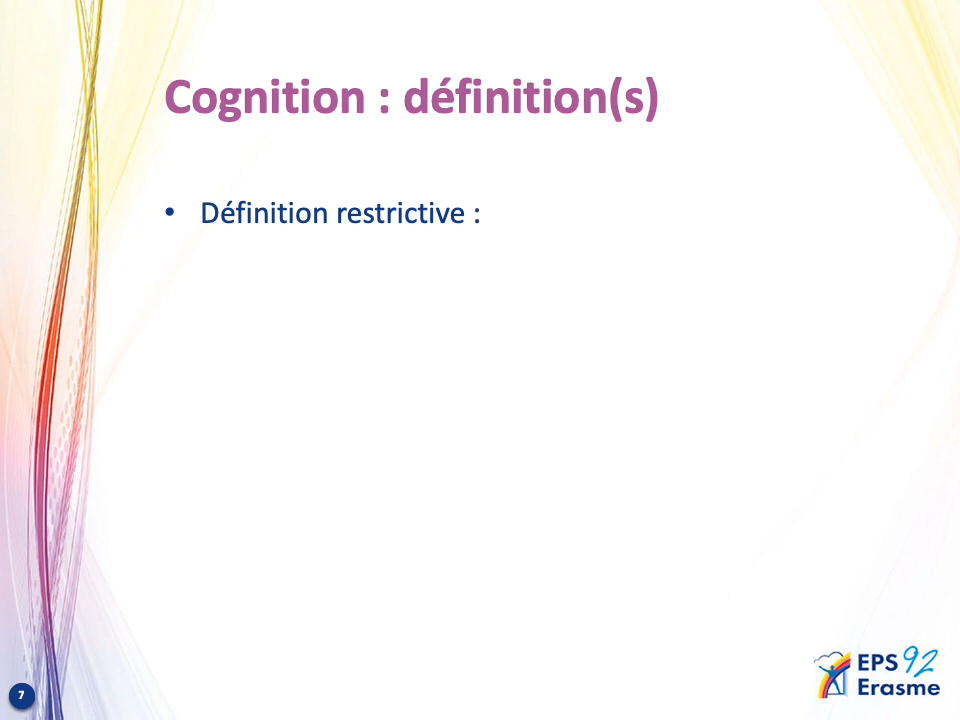 Cognition : définition(s)
• Définition restrictive :
7
EPS 92
Erasme